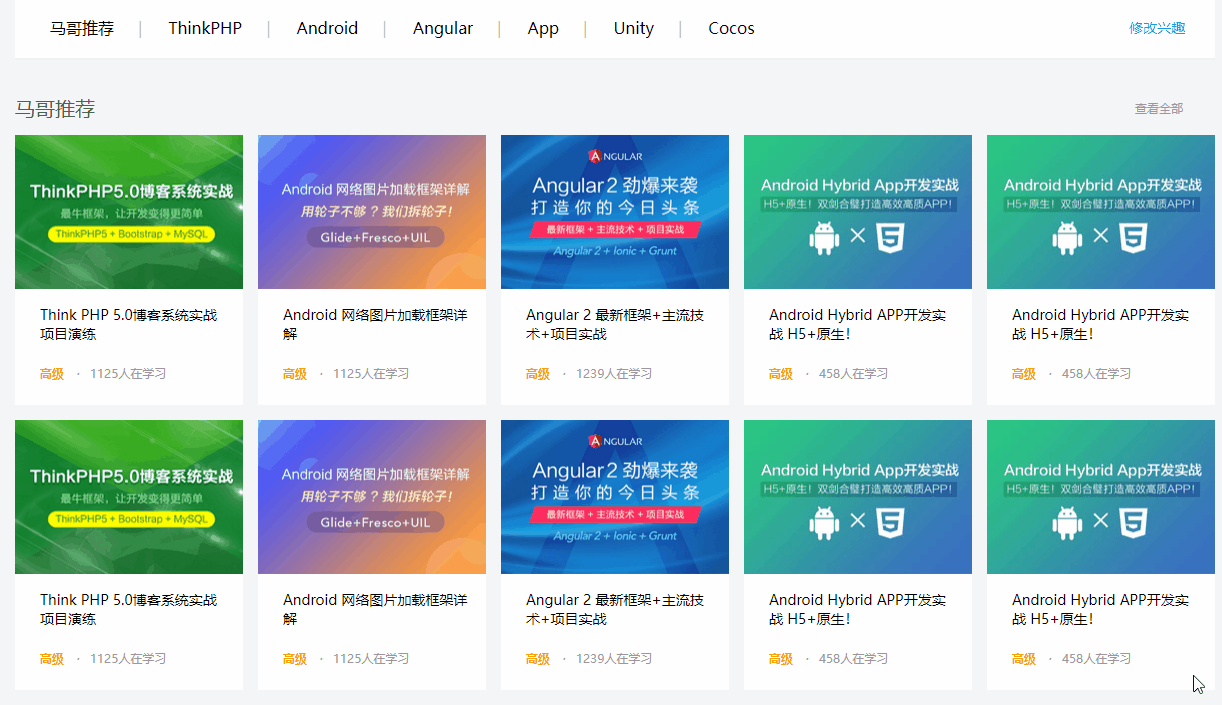 马哥推荐 | ThinkPHP | Android | Angular | App | Unity | Cocos 修改兴趣
马哥推荐 查看全部
ThinkPHP5.0博客系统实战
最牛框架，让开发变得更简单
ThinkPHP5 + Bootstrap + MySQL
Android 网络图片加载框架详解
用轮子不够？我们拆轮子！
Glide+Fresco+UIL
ANGULAR
Angular2 劲爆来袭
打造你的今日头条
最新框架 + 主流技术 + 项目实战
Angular 2 + Ionic + Grunt
Android Hybrid App开发实战
H5+原生！双剑合璧打造高效高质APP！
5
Android Hybrid App开发实战
H5+原生！双剑合璧打造高效高质APP！
5
Think PHP 5.0博客系统实战
项目演练
高级 · 1125人在学习
Android 网络图片加载框架详
解
高级 · 1125人在学习
Angular 2 最新框架+主流技
术+项目实战
高级 · 1239人在学习
Android Hybrid APP开发实
战 H5+原生！
高级 · 458人在学习
Android Hybrid APP开发实
战 H5+原生！
高级 · 458人在学习
ThinkPHP5.0博客系统实战
最牛框架，让开发变得更简单
ThinkPHP5 + Bootstrap + MySQL
Android 网络图片加载框架详解
用轮子不够？我们拆轮子！
Glide+Fresco+UIL
ANGULAR
Angular2 劲爆来袭
打造你的今日头条
最新框架 + 主流技术 + 项目实战
Angular 2 + Ionic + Grunt
Android Hybrid App开发实战
H5+原生！双剑合璧打造高效高质APP！
5
Android Hybrid App开发实战
H5+原生！双剑合璧打造高效高质APP！
5
Think PHP 5.0博客系统实战
项目演练
高级 · 1125人在学习
Android 网络图片加载框架详
解
高级 · 1125人在学习
Angular 2 最新框架+主流技
术+项目实战
高级 · 1239人在学习
Android Hybrid APP开发实
战 H5+原生！
高级 · 458人在学习
Android Hybrid APP开发实
战 H5+原生！
高级 · 458人在学习